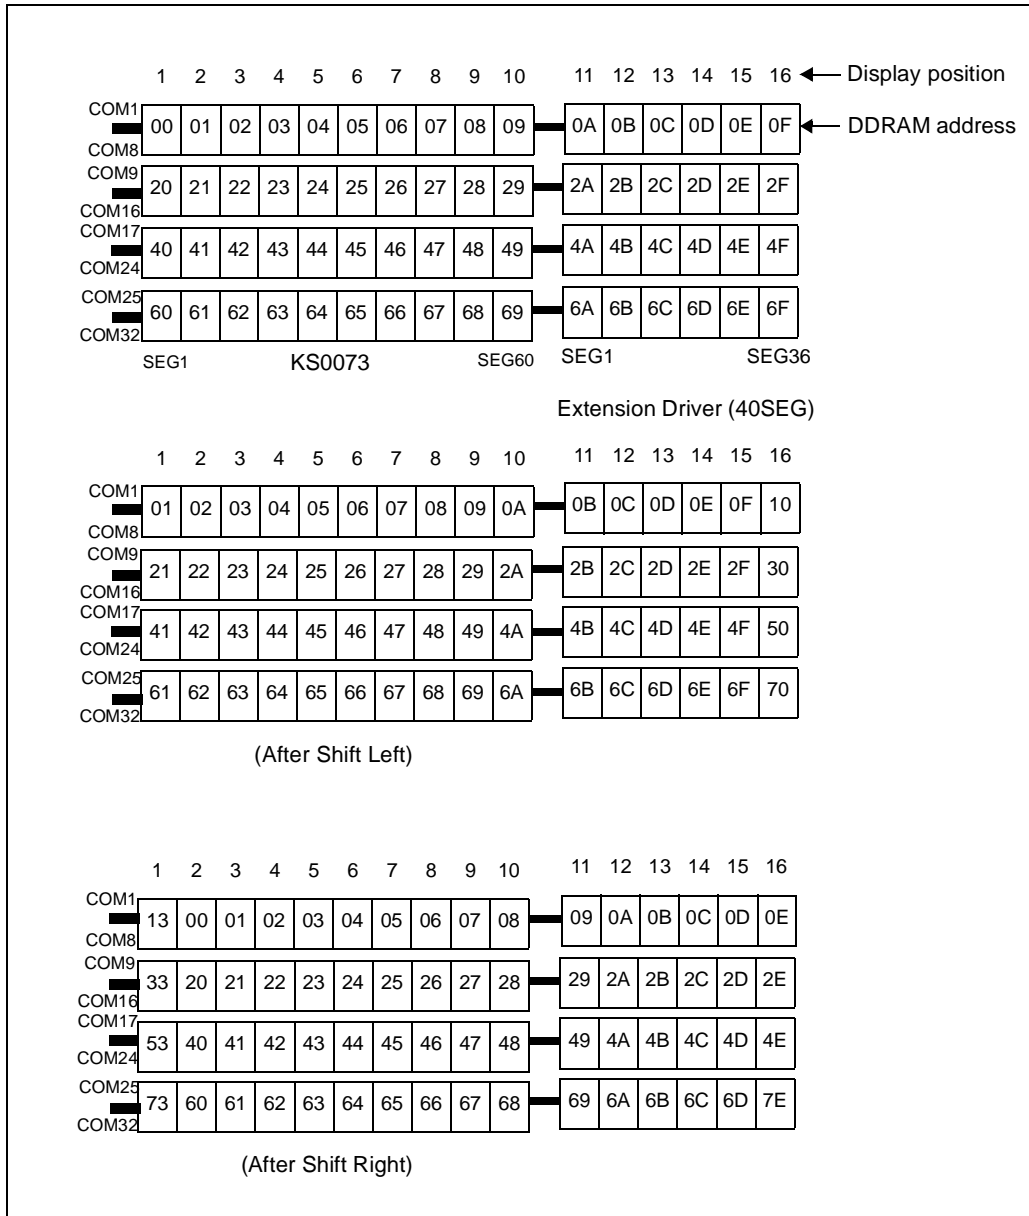 1 2 3 4 5 6 7 8 9 10 11 12 13 14 15 16 Display position
COM1
00 01 02 03 04 05 06 07 08 09 0A 0B 0C 0D 0E 0F DDRAM address
COM8
COM9
20 21 22 23 24 25 26 27 28 29 2A 2B 2C 2D 2E 2F
COM16
COM17
40 41 42 43 44 45 46 47 48 49 4A 4B 4C 4D 4E 4F
COM24
COM25
60 61 62 63 64 65 66 67 68 69 6A 6B 6C 6D 6E 6F
COM32
SEG1 KS0073 SEG60 SEG1 SEG36
Extension Driver (40SEG)
1 2 3 4 5 6 7 8 9 10 11 12 13 14 15 16
COM1
01 02 03 04 05 06 07 08 09 0A 0B 0C 0D 0E 0F 10
COM8
COM9
21 22 23 24 25 26 27 28 29 2A 2B 2C 2D 2E 2F 30
COM16
COM17
41 42 43 44 45 46 47 48 49 4A 4B 4C 4D 4E 4F 50
COM24
COM25
61 62 63 64 65 66 67 68 69 6A 6B 6C 6D 6E 6F 70
COM32
(After Shift Left)
1 2 3 4 5 6 7 8 9 10 11 12 13 14 15 16
COM1
13 00 01 02 03 04 05 06 07 08 09 0A 0B 0C 0D 0E
COM8
COM9
33 20 21 22 23 24 25 26 27 28 29 2A 2B 2C 2D 2E
COM16
COM17
53 40 41 42 43 44 45 46 47 48 49 4A 4B 4C 4D 4E
COM24
COM25
73 60 61 62 63 64 65 66 67 68 69 6A 6B 6C 6D 7E
COM32
(After Shift Right)